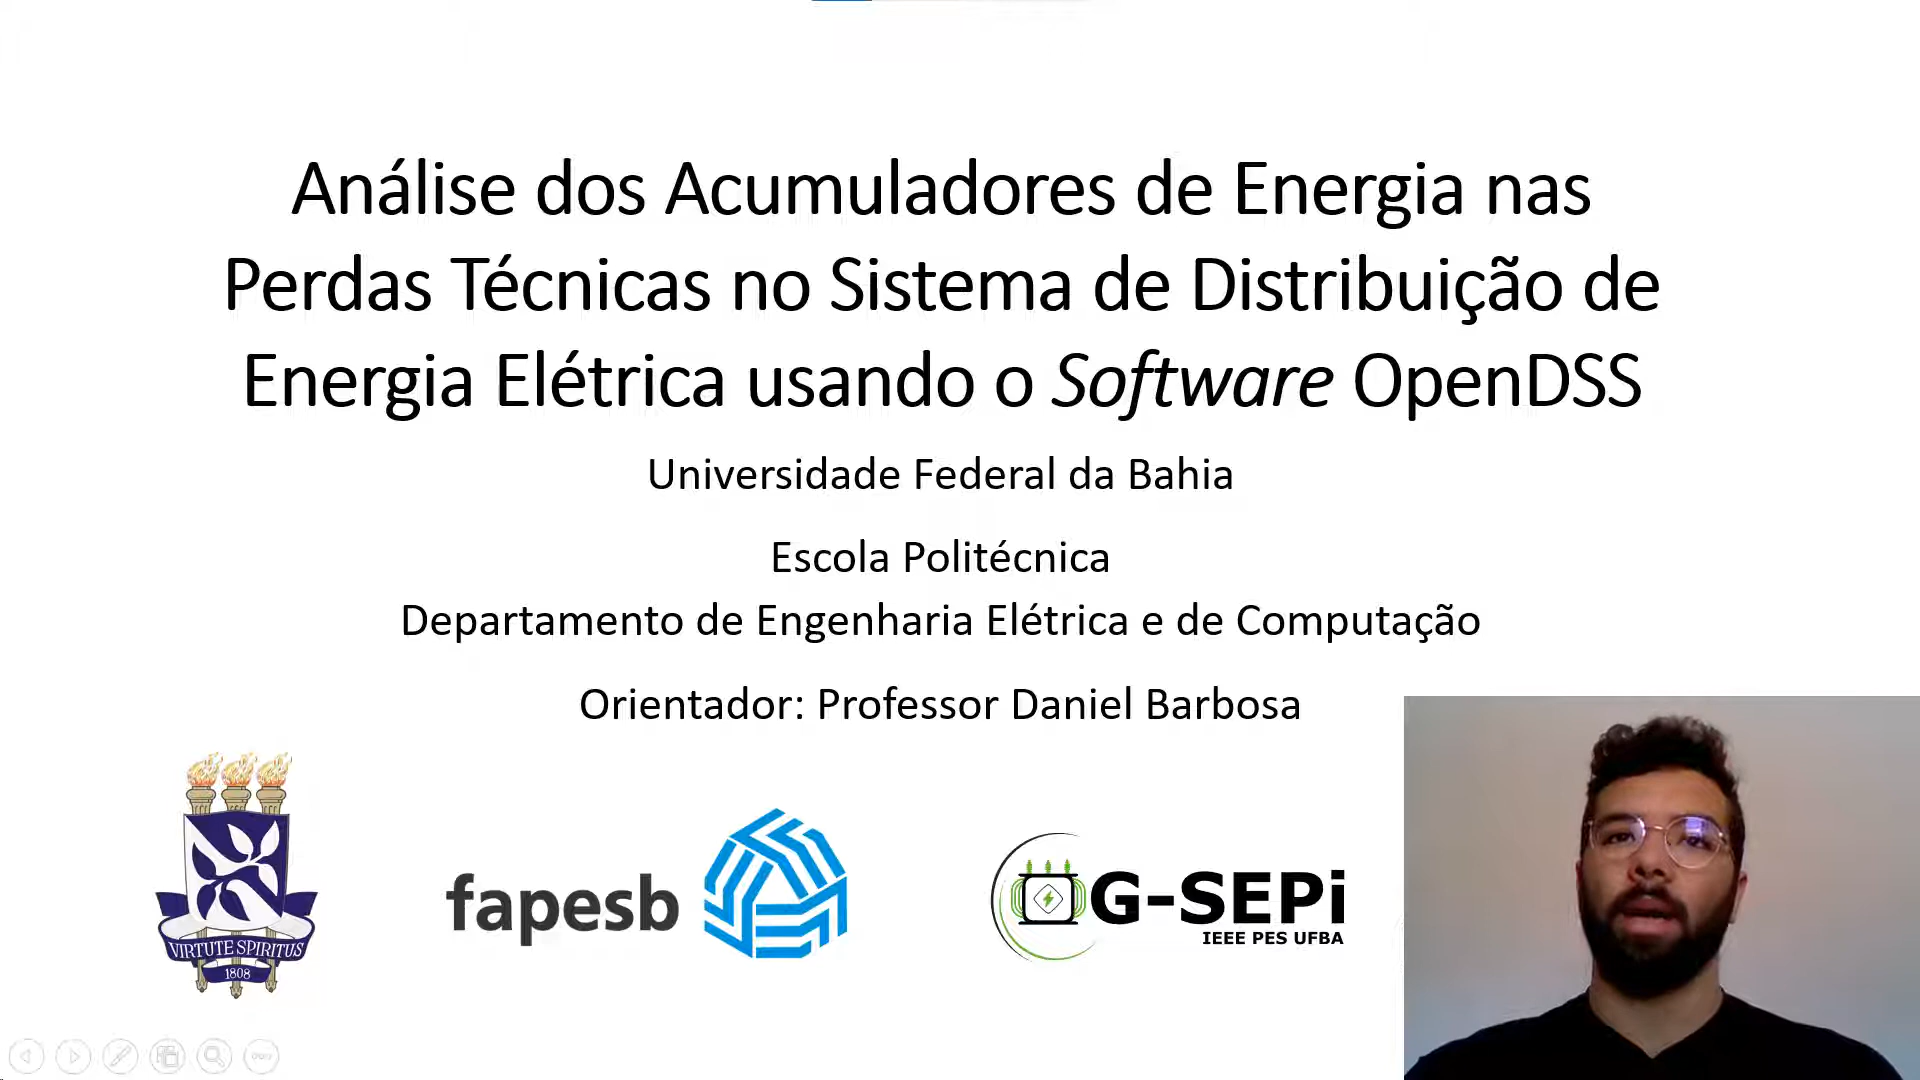 Análise dos Acumuladores de Energia nas
Perdas Técnicas no Sistema de Distribuição de
Energia Elétrica usando o Software OpenDSS
Universidade Federal da Bahia
Escola Politécnica
Departamento de Engenharia Elétrica e de Computação
Orientador: Professor Daniel Barbosa
VIRTUTE SPIRITUS
1808
fapesb
G-SEPi
IEEE PES UFBA